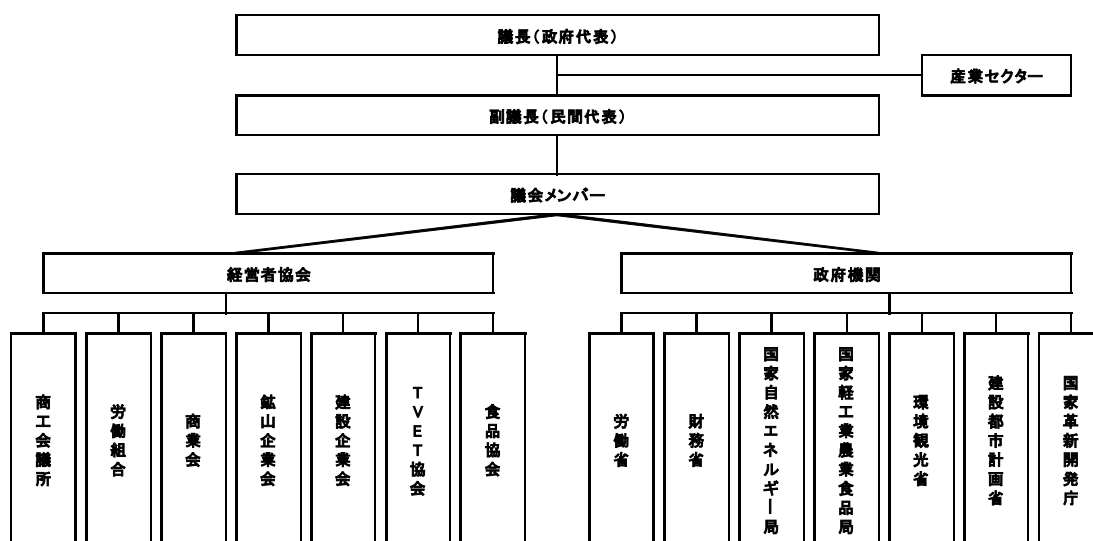 議長（政府代表）
産業セクター
副議長（民間代表）
議会メンバー
経営者協会
政府機関
商工会議所
労働組合
商業会
鉱山企業会
建設企業会
TVET協会
食品協会
労働省
財務省
国家自然エネルギー局
国家軽工業農業食品局
環境観光省
建設都市計画省
国家革新開発庁